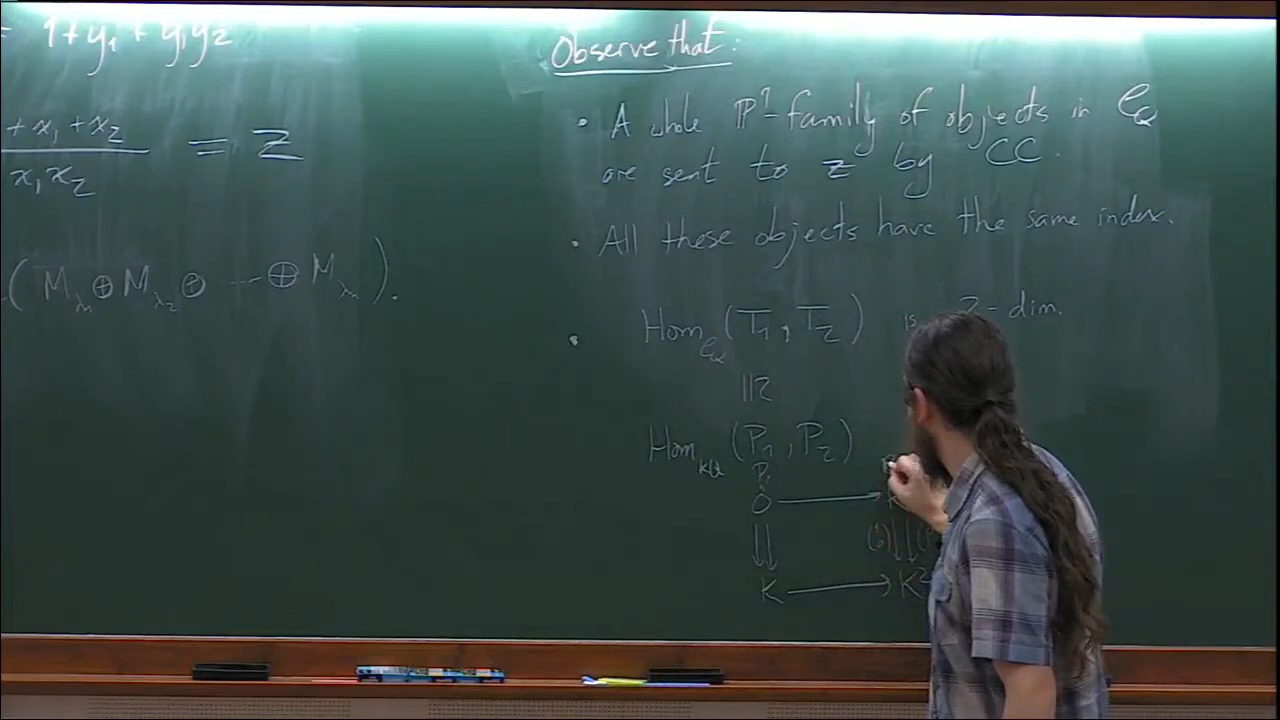 = 1 + y₁ + y₁y₂
+ x₁ + x₂
x₁x₂
= z
(M_λ₁ ⊕ M_λ₂ ⊕ ... ⊕ M_λₙ).
Observe that:
• A whole ℙ¹-family of objects in 𝒞_Q
are sent to z by CC.
• All these objects have the same index.
• Hom_𝒞_Q (T₁, T₂) is 2-dim.
||≀
Hom_kQ (P₁, P₂)
P₁
0 → K
K → K²